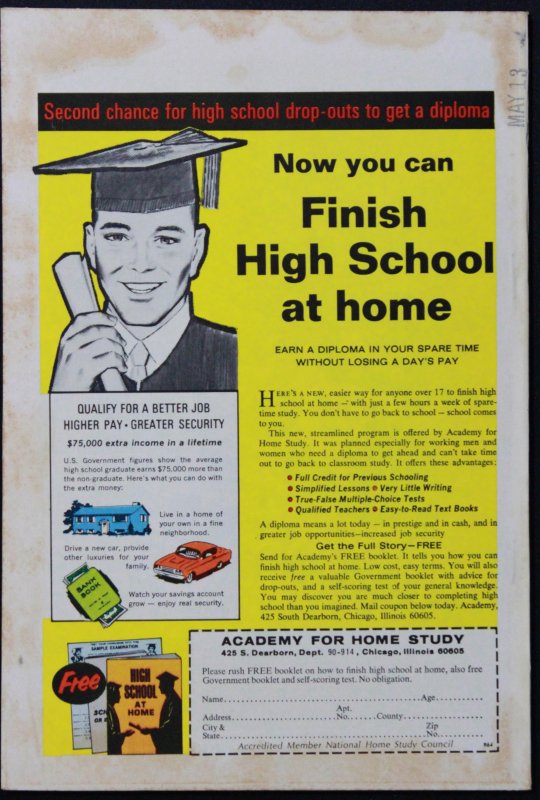 MAY 13
Second chance for high school drop-outs to get a diploma
Now you can
Finish
High School
at home
EARN A DIPLOMA IN YOUR SPARE TIME
WITHOUT LOSING A DAY'S PAY
QUALIFY FOR A BETTER JOB
HIGHER PAY • GREATER SECURITY
$75,000 extra income in a lifetime
U.S. Government figures show the average
high school graduate earns $75,000 more than
the non-graduate. Here's what you can do with
the extra money:
Live in a home of
your own in a fine
neighborhood.
Drive a new car, provide
other luxuries for your
family.
BANK
BOOK
Watch your savings account
grow — enjoy real security.
HERE'S A NEW, easier way for anyone over 17 to finish high
school at home — with just a few hours a week of spare-
time study. You don't have to go back to school — school comes
to you.
This new, streamlined program is offered by Academy for
Home Study. It was planned especially for working men and
women who need a diploma to get ahead and can't take time
out to go back to classroom study. It offers these advantages:
• Full Credit for Previous Schooling
• Simplified Lessons • Very Little Writing
• True-False Multiple-Choice Tests
• Qualified Teachers • Easy-to-Read Text Books
A diploma means a lot today — in prestige and in cash, and in
greater job opportunities—increased job security
Get the Full Story—FREE
Send for Academy's FREE booklet. It tells you how you can
finish high school at home. Low cost, easy terms. You will also
receive free a valuable Government booklet with advice for
drop-outs, and a self-scoring test of your general knowledge.
You may discover you are much closer to completing high
school than you imagined. Mail coupon below today. Academy,
425 South Dearborn, Chicago, Illinois 60605.
SAMPLE EXAMINATION
Free
HIGH
SCHOOL
AT
HOME
ACADEMY FOR HOME STUDY
425 S. Dearborn, Dept. 90-914, Chicago, Illinois 60605
Please rush FREE booklet on how to finish high school at home, also free
Government booklet and self-scoring test. No obligation.
Name Age
Apt.
Address No. County
City & Zip
State No.
Accredited Member National Home Study Council 964